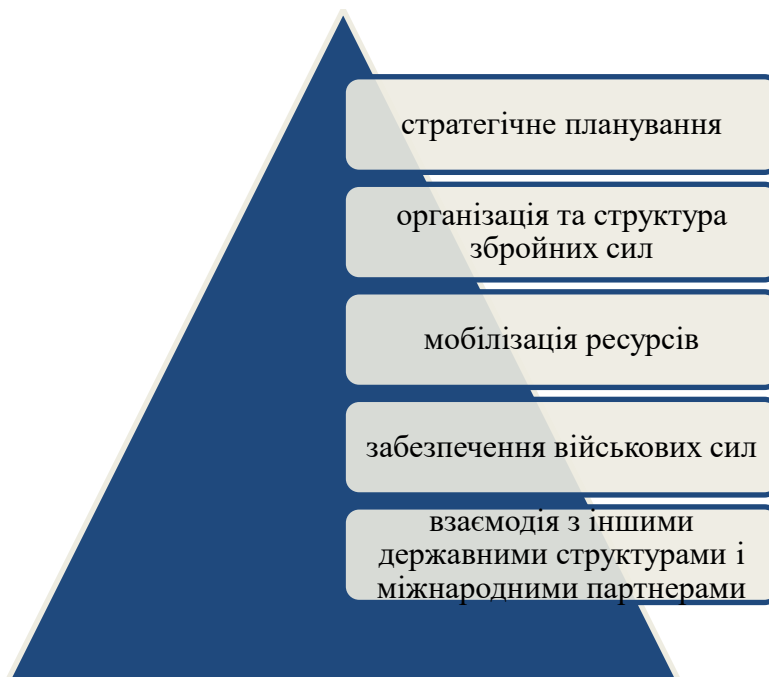 стратегічне планування
організація та структура
збройних сил
мобілізація ресурсів
забезпечення військових сил
взаємодія з іншими
державними структурами і
міжнародними партнерами